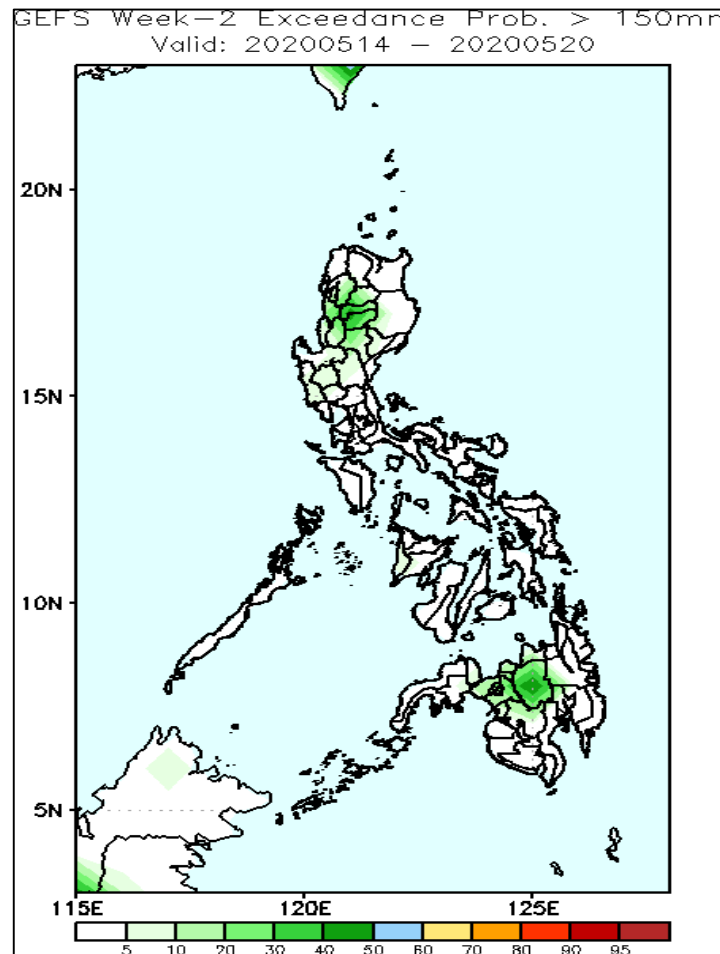 GEFS Week-2 Exceedance Prob. > 150mm
Valid: 20200514 - 20200520
20N
15N
10N
5N
115E 120E 125E
5 10 20 30 40 50 60 70 80 90 95